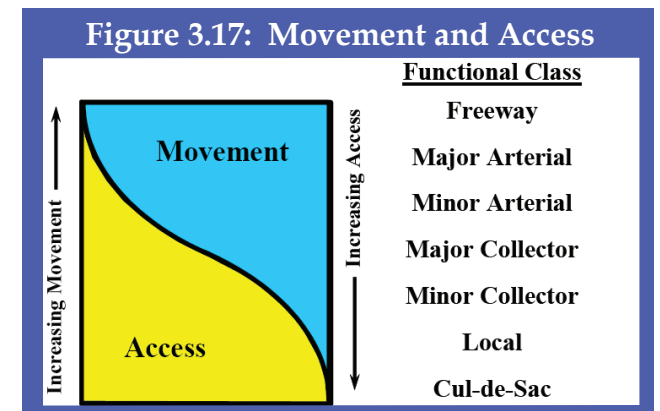 Figure 3.17: Movement and Access
Functional Class
Freeway
Major Arterial
Minor Arterial
Major Collector
Minor Collector
Local
Cul-de-Sac
Movement
Access
Increasing Movement
Increasing Access